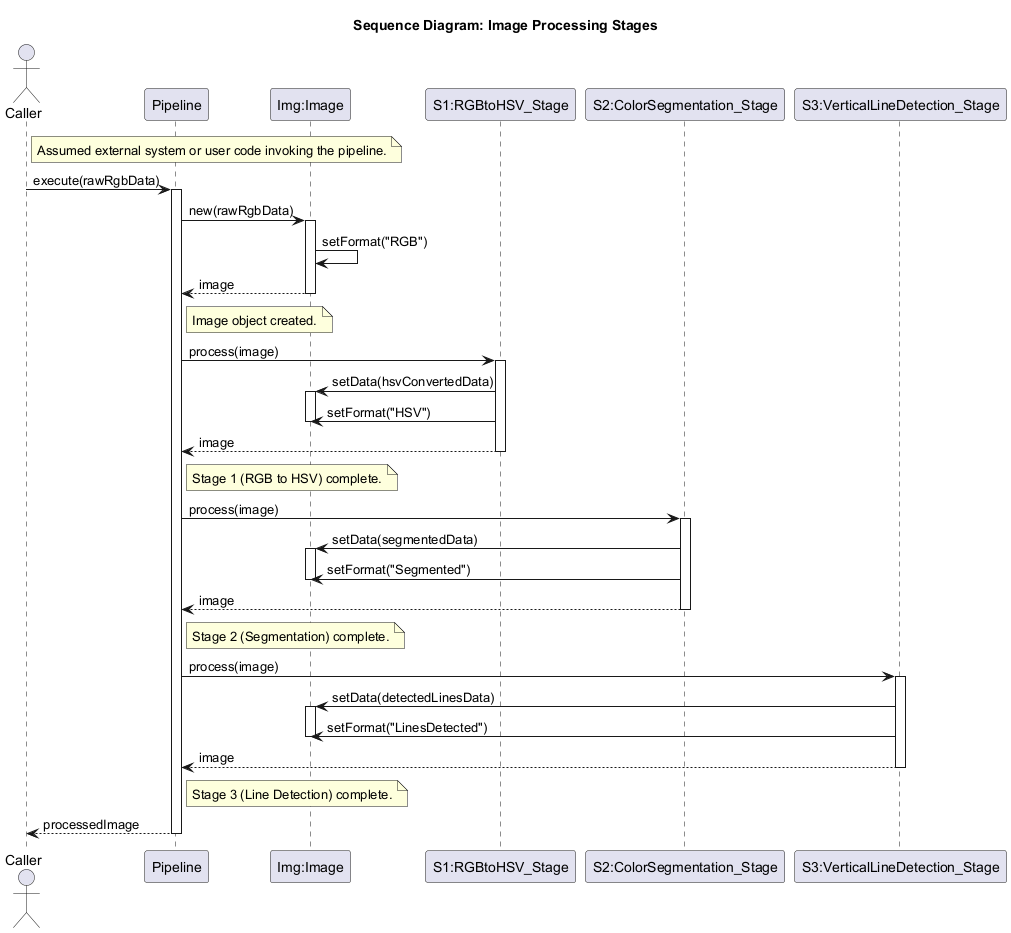 Sequence Diagram: Image Processing Stages
Caller
Pipeline
Img:Image
S1:RGBtoHSV_Stage
S2:ColorSegmentation_Stage
S3:VerticalLineDetection_Stage
Assumed external system or user code invoking the pipeline.
execute(rawRgbData)
new(rawRgbData)
setFormat("RGB")
image
Image object created.
process(image)
setData(hsvConvertedData)
setFormat("HSV")
image
Stage 1 (RGB to HSV) complete.
process(image)
setData(segmentedData)
setFormat("Segmented")
image
Stage 2 (Segmentation) complete.
process(image)
setData(detectedLinesData)
setFormat("LinesDetected")
image
Stage 3 (Line Detection) complete.
processedImage
Caller
Pipeline
Img:Image
S1:RGBtoHSV_Stage
S2:ColorSegmentation_Stage
S3:VerticalLineDetection_Stage